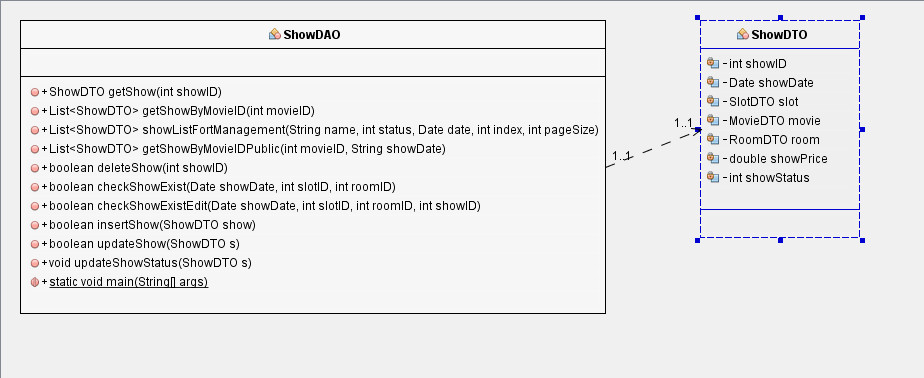 ShowDAO
+ ShowDTO getShow(int showID)
+ List<ShowDTO> getShowByMovieID(int movieID)
+ List<ShowDTO> showListFortManagement(String name, int status, Date date, int index, int pageSize)
+ List<ShowDTO> getShowByMovieIDPublic(int movieID, String showDate)
+ boolean deleteShow(int showID)
+ boolean checkShowExist(Date showDate, int slotID, int roomID)
+ boolean checkShowExistEdit(Date showDate, int slotID, int roomID, int showID)
+ boolean insertShow(ShowDTO show)
+ boolean updateShow(ShowDTO s)
+ void updateShowStatus(ShowDTO s)
+ static void main(String[] args)
1..1
1..1
ShowDTO
- int showID
- Date showDate
- SlotDTO slot
- MovieDTO movie
- RoomDTO room
- double showPrice
- int showStatus